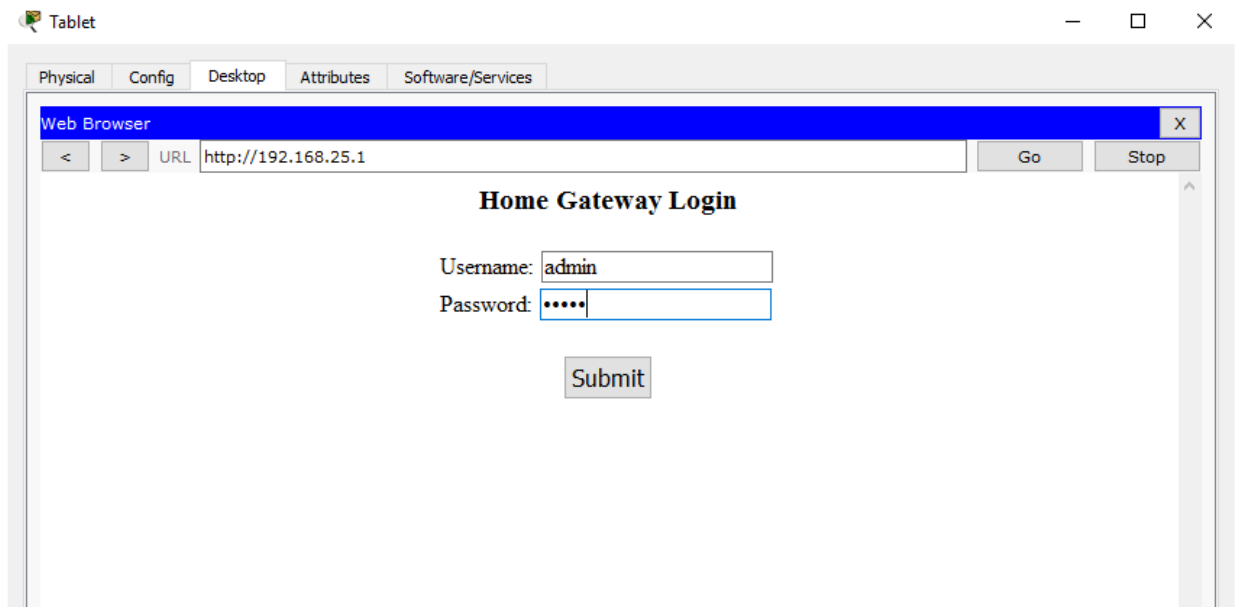 Tablet
Physical Config Desktop Attributes Software/Services
Web Browser X
< > URL http://192.168.25.1 Go Stop
Home Gateway Login
Username: admin
Password: •••••
Submit